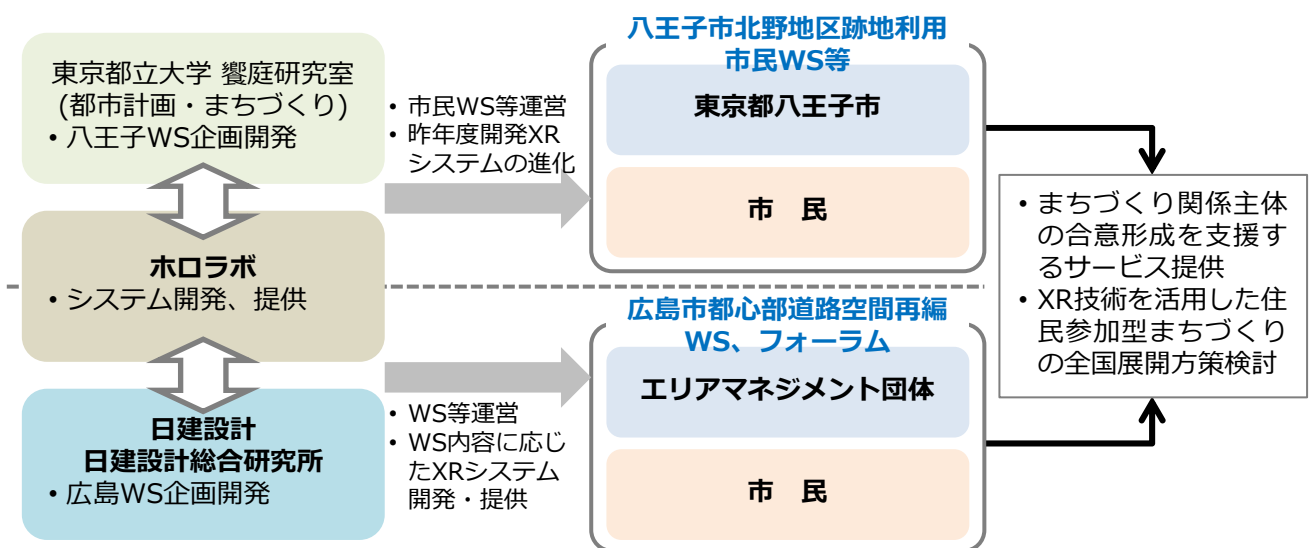 東京都立大学 饗庭研究室
(都市計画・まちづくり)
• 八王子WS企画開発
ホロラボ
• システム開発、提供
日建設計
日建設計総合研究所
• 広島WS企画開発
• 市民WS等運営
• 昨年度開発XR
システムの進化
• WS等運営
• WS内容に応じ
たXRシステム
開発・提供
八王子市北野地区跡地利用
市民WS等
東京都八王子市
市　民
広島市都心部道路空間再編
WS、フォーラム
エリアマネジメント団体
市　民
• まちづくり関係主体
の合意形成を支援す
るサービス提供
• XR技術を活用した住
民参加型まちづくり
の全国展開方策検討